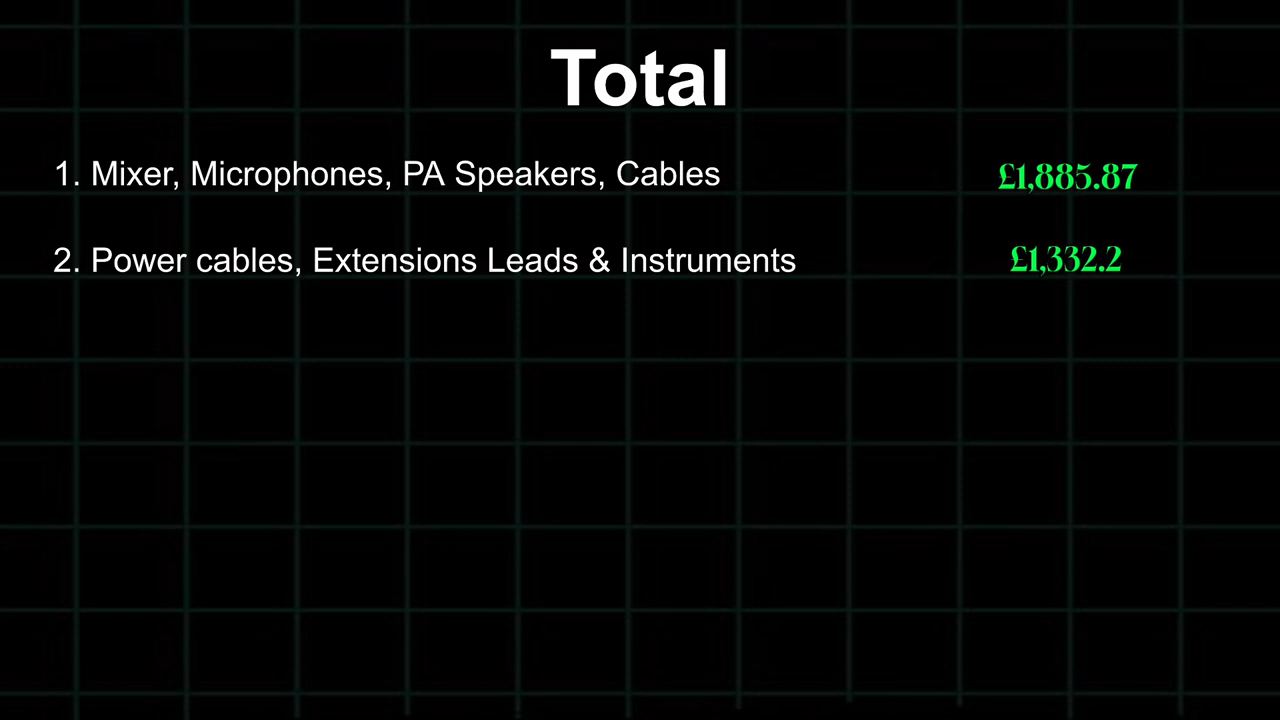 Total
1. Mixer, Microphones, PA Speakers, Cables £1,885.87
2. Power cables, Extensions Leads & Instruments £1,332.2